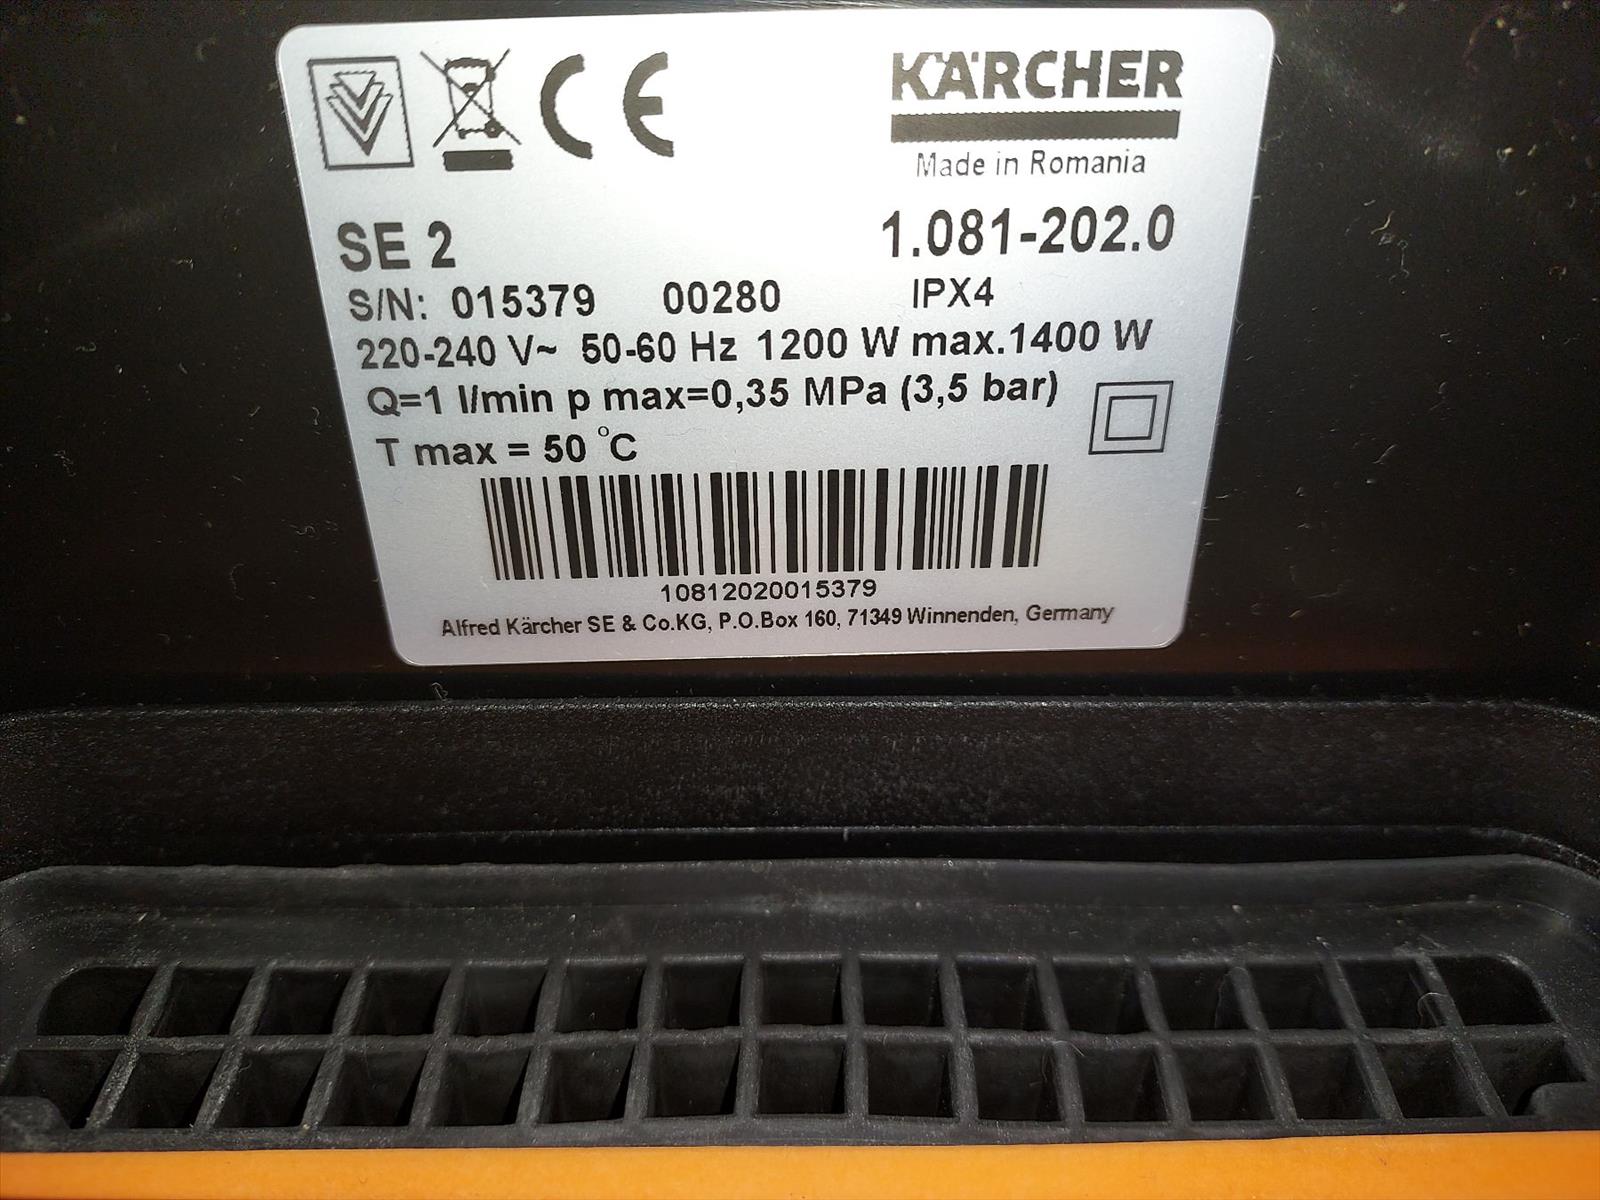 CE
KÄRCHER
Made in Romania
SE 2 1.081-202.0
S/N: 015379 00280 IPX4
220-240 V~ 50-60 Hz 1200 W max.1400 W
Q=1 l/min p max=0,35 MPa (3,5 bar)
T max = 50 °C
10812020015379
Alfred Kärcher SE & Co.KG, P.O.Box 160, 71349 Winnenden, Germany